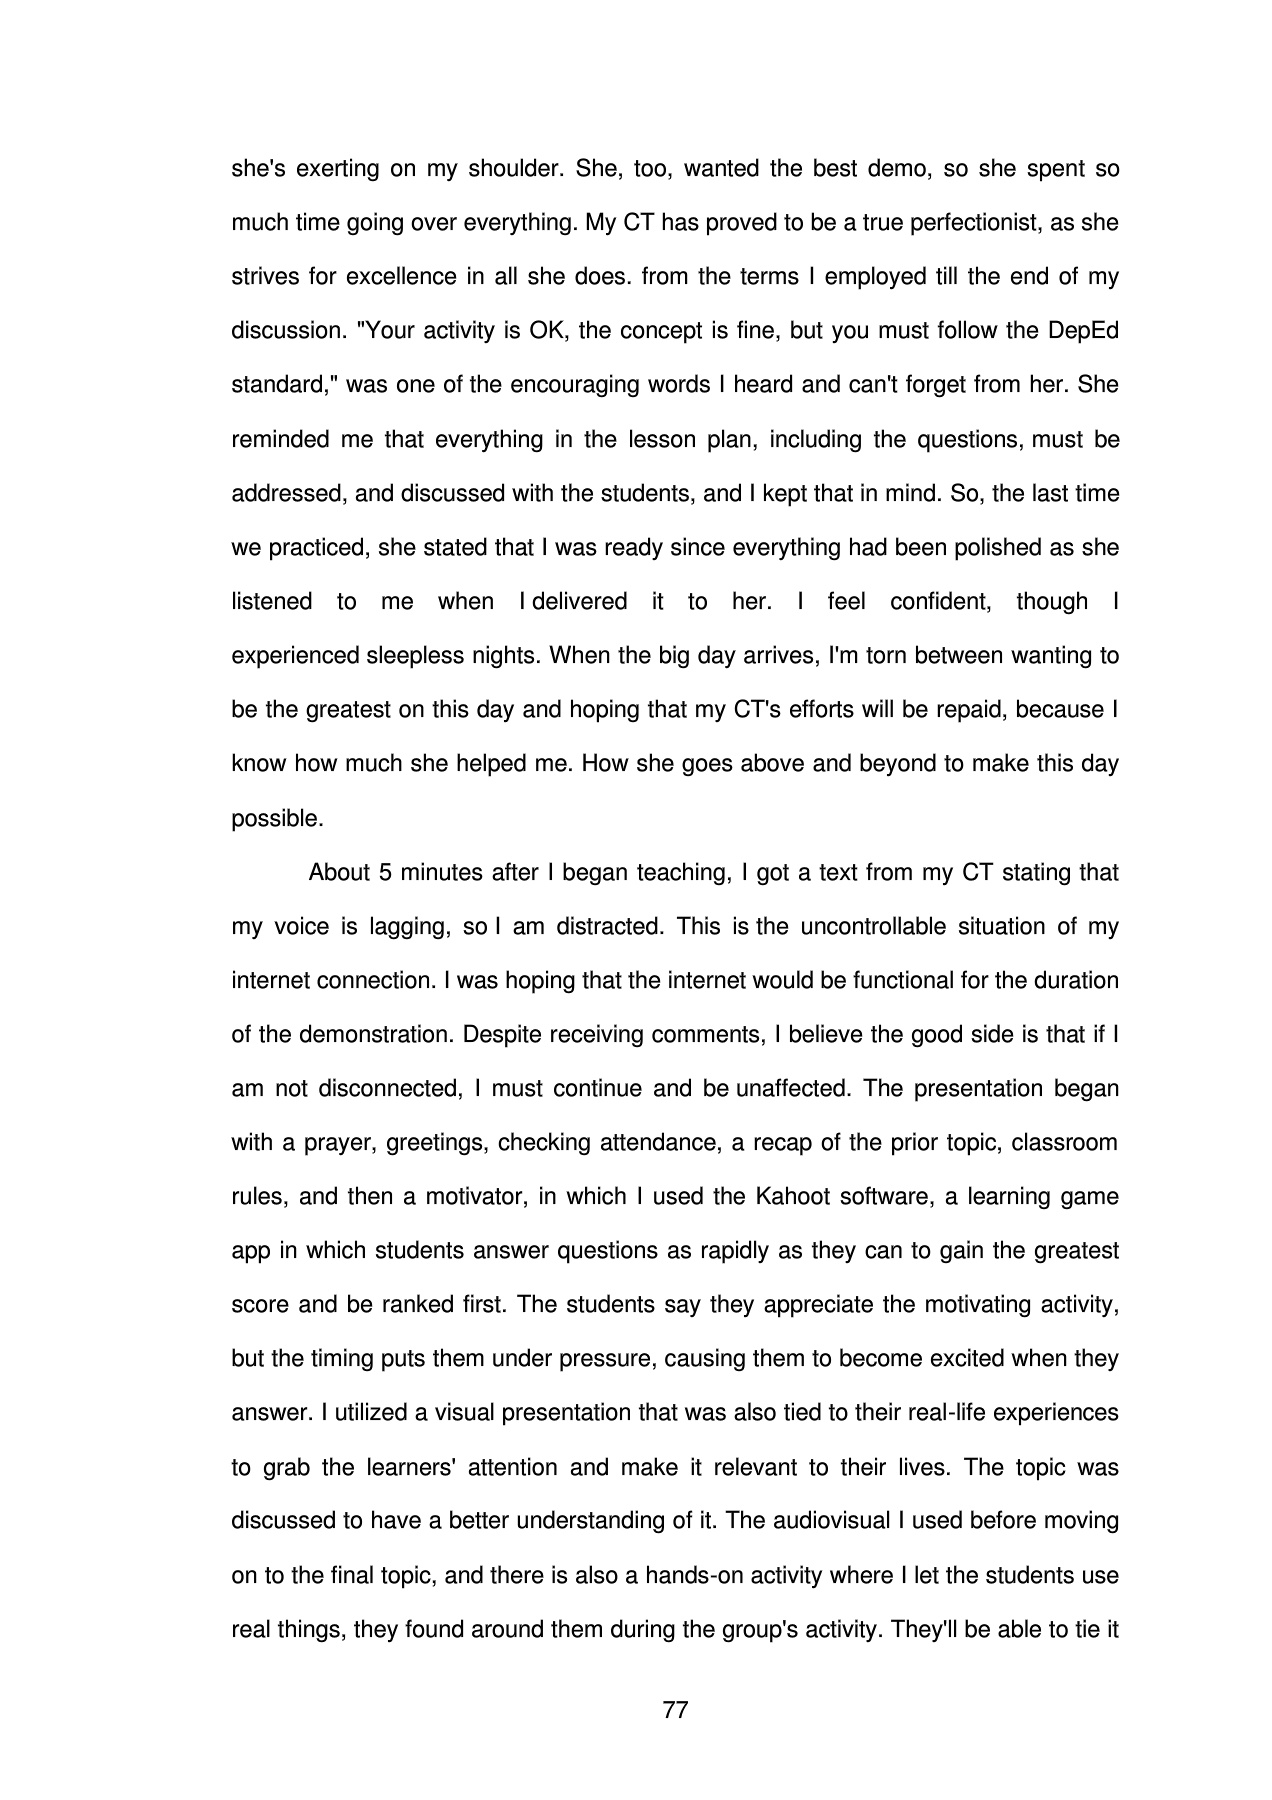 she's exerting on my shoulder. She, too, wanted the best demo, so she spent so
much time going over everything. My CT has proved to be a true perfectionist, as she
strives for excellence in all she does. from the terms I employed till the end of my
discussion. "Your activity is OK, the concept is fine, but you must follow the DepEd
standard," was one of the encouraging words I heard and can't forget from her. She
reminded me that everything in the lesson plan, including the questions, must be
addressed, and discussed with the students, and I kept that in mind. So, the last time
we practiced, she stated that I was ready since everything had been polished as she
listened to me when I delivered it to her. I feel confident, though I
experienced sleepless nights. When the big day arrives, I'm torn between wanting to
be the greatest on this day and hoping that my CT's efforts will be repaid, because I
know how much she helped me. How she goes above and beyond to make this day
possible.
About 5 minutes after I began teaching, I got a text from my CT stating that
my voice is lagging, so I am distracted. This is the uncontrollable situation of my
internet connection. I was hoping that the internet would be functional for the duration
of the demonstration. Despite receiving comments, I believe the good side is that if I
am not disconnected, I must continue and be unaffected. The presentation began
with a prayer, greetings, checking attendance, a recap of the prior topic, classroom
rules, and then a motivator, in which I used the Kahoot software, a learning game
app in which students answer questions as rapidly as they can to gain the greatest
score and be ranked first. The students say they appreciate the motivating activity,
but the timing puts them under pressure, causing them to become excited when they
answer. I utilized a visual presentation that was also tied to their real-life experiences
to grab the learners' attention and make it relevant to their lives. The topic was
discussed to have a better understanding of it. The audiovisual I used before moving
on to the final topic, and there is also a hands-on activity where I let the students use
real things, they found around them during the group's activity. They'll be able to tie it
77